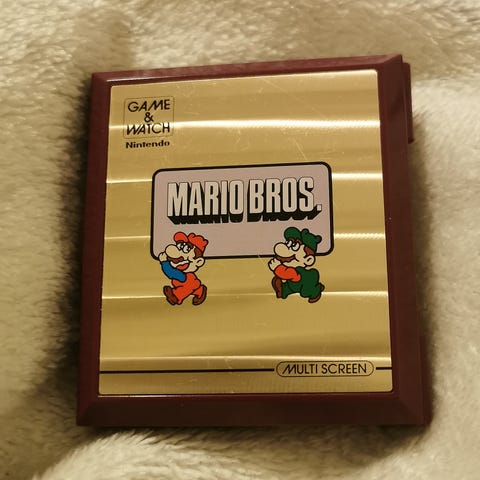 GAME
&
WATCH
Nintendo
MARIO BROS.
MULTI SCREEN